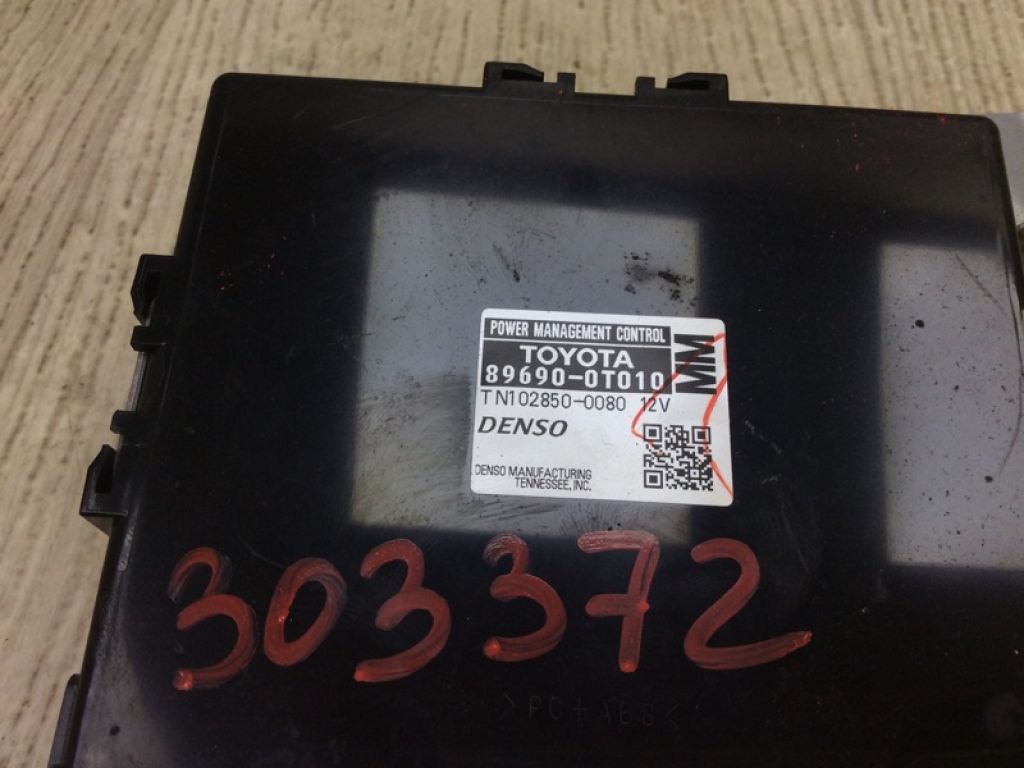 POWER MANAGEMENT CONTROL
TOYOTA
MM
89690-0T010
TN102850-0080 12V
DENSO
DENSO MANUFACTURING
TENNESSEE, INC.
303372
>PC+ABS<